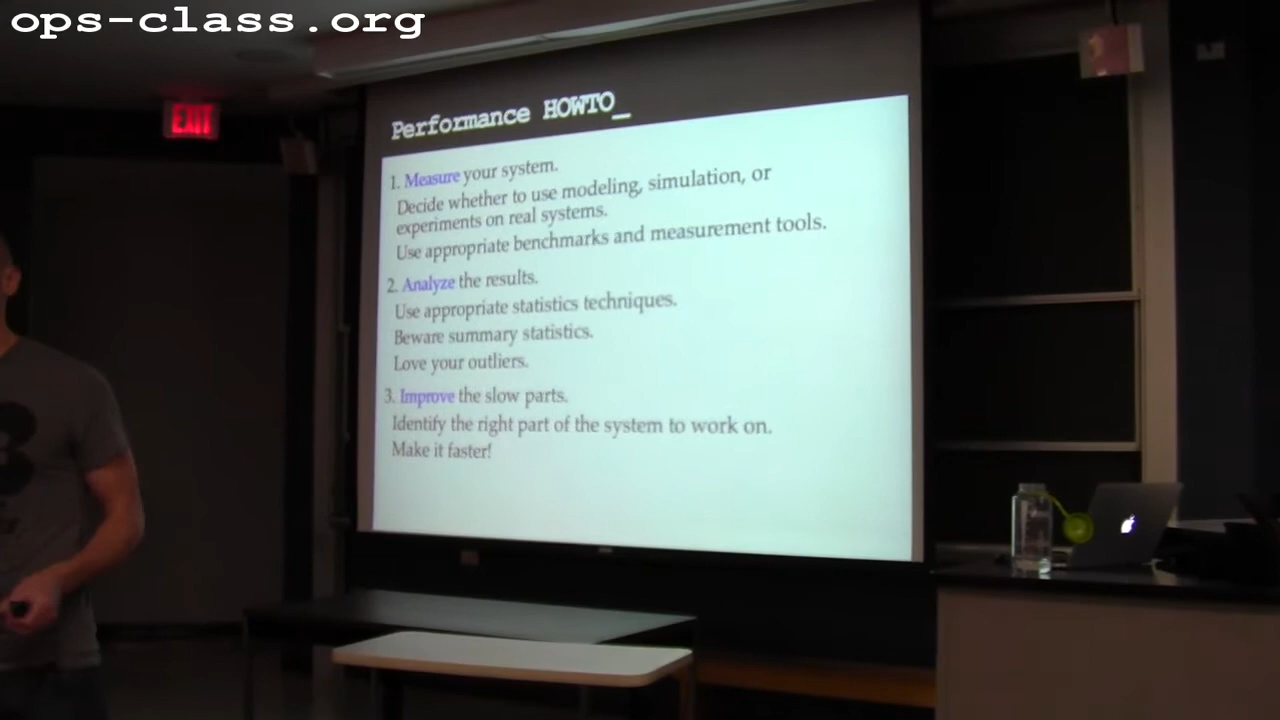 ops-class.org
EXIT
Performance HOWTO_
1. Measure your system.
Decide whether to use modeling, simulation, or
experiments on real systems.
Use appropriate benchmarks and measurement tools.
2. Analyze the results.
Use appropriate statistics techniques.
Beware summary statistics.
Love your outliers.
3. Improve the slow parts.
Identify the right part of the system to work on.
Make it faster!